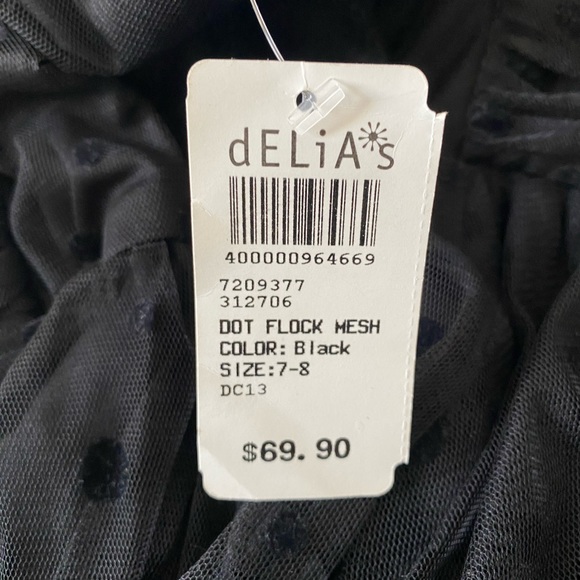 dELiA*s
400000964669
7209377
312706
DOT FLOCK MESH
COLOR: Black
SIZE:7-8
DC13
$69.90